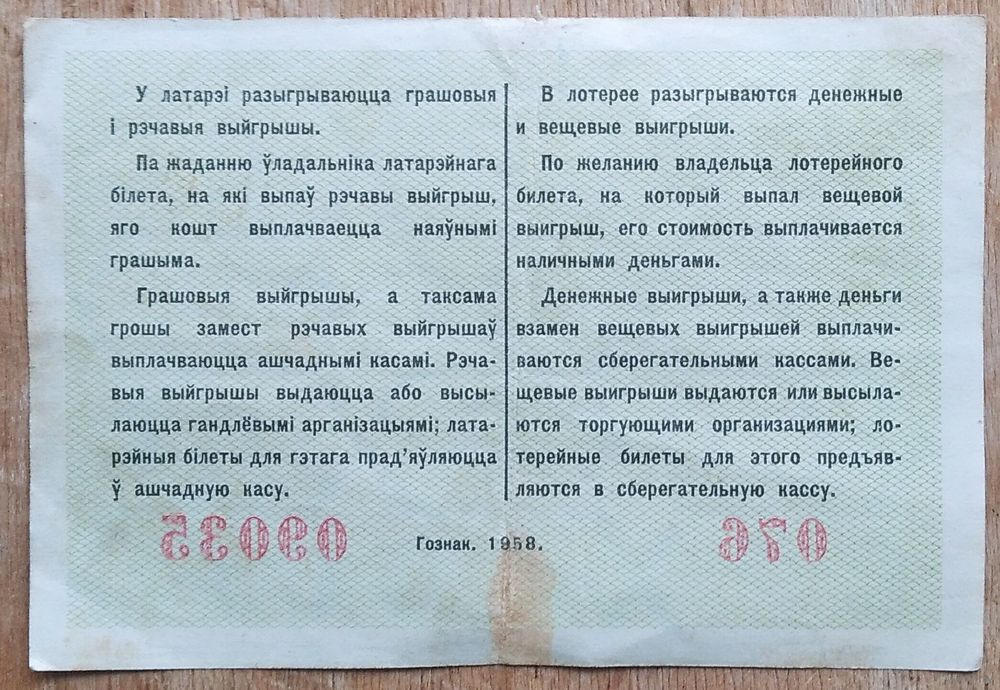 У латарэі разыгрываюцца грашовыя
і рэчавыя выйгрышы.
Па жаданню ўладальніка латарэйнага
білета, на які выпаў рэчавы выйгрыш,
яго кошт выплачваецца наяўнымі
грашыма.
Грашовыя выйгрышы, а таксама
грошы замест рэчавых выйгрышаў
выплачваюцца ашчаднымі касамі. Рэча-
выя выйгрышы выдаюцца або высы-
лаюцца гандлёвымі арганізацыямі; лата-
рэйныя білеты для гэтага прад’яўляюцца
ў ашчадную касу.
В лотерее разыгрываются денежные
и вещевые выигрыши.
По желанию владельца лотерейного
билета, на который выпал вещевой
выигрыш, его стоимость выплачивается
наличными деньгами.
Денежные выигрыши, а также деньги
взамен вещевых выигрышей выплачи-
ваются сберегательными кассами. Ве-
щевые выигрыши выдаются или высыла-
ются торгующими организациями; ло-
терейные билеты для этого предъяв-
ляются в сберегательную кассу.
09035
Гознак. 1958.
076